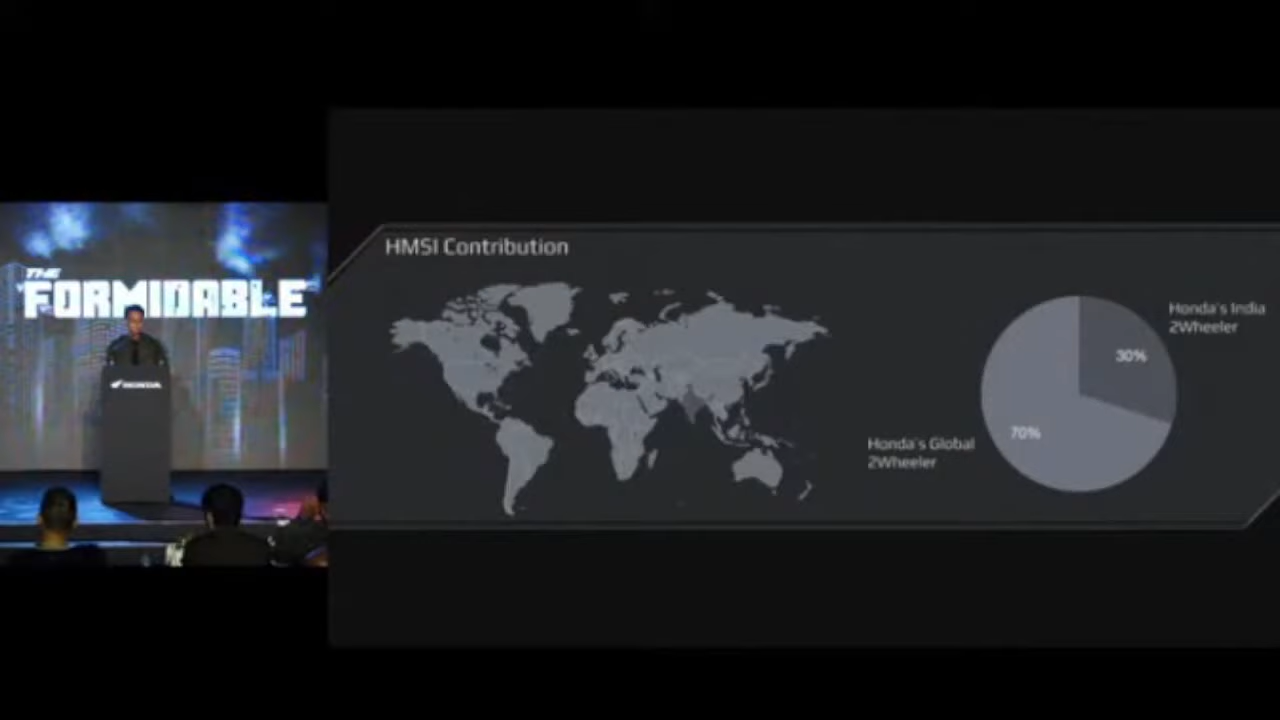 THE
FORMIDABLE
HONDA
HMSI Contribution
Honda's India
2Wheeler
30%
70%
Honda's Global
2Wheeler